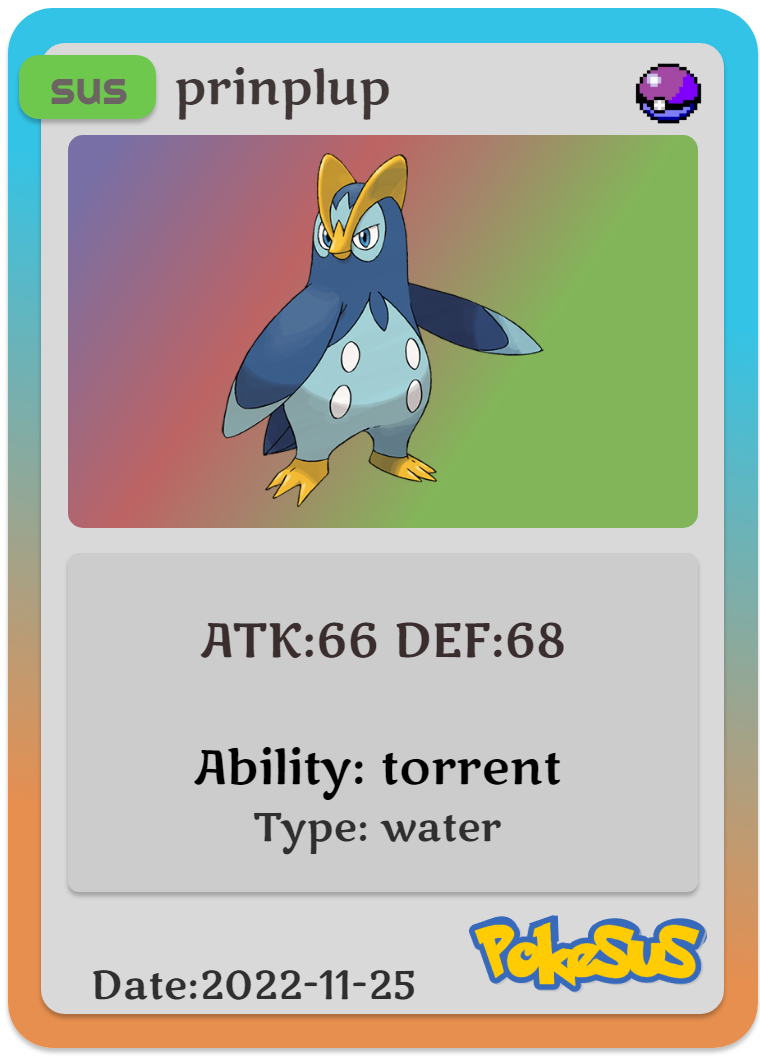 sus
prinplup
ATK:66 DEF:68
Ability: torrent
Type: water
PokeSuS
Date:2022-11-25